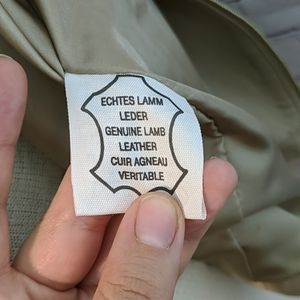 ECHTES LAMM
LEDER
GENUINE LAMB
LEATHER
CUIR AGNEAU
VERITABLE